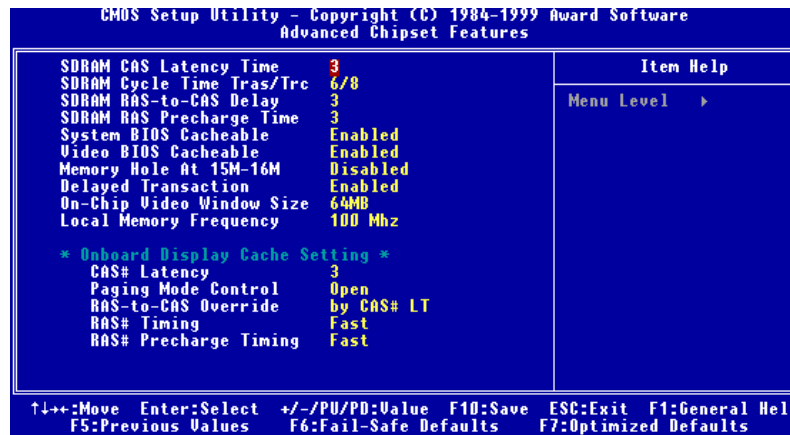 CMOS Setup Utility - Copyright (C) 1984-1999 Award Software
Advanced Chipset Features
SDRAM CAS Latency Time 3
SDRAM Cycle Time Tras/Trc 6/8
SDRAM RAS-to-CAS Delay 3
SDRAM RAS Precharge Time 3
System BIOS Cacheable Enabled
Video BIOS Cacheable Enabled
Memory Hole At 15M-16M Disabled
Delayed Transaction Enabled
On-Chip Video Window Size 64MB
Local Memory Frequency 100 Mhz
* Onboard Display Cache Setting *
CAS# Latency 3
Paging Mode Control Open
RAS-to-CAS Override by CAS# LT
RAS# Timing Fast
RAS# Precharge Timing Fast
Item Help
Menu Level ▸
↑↓→←:Move Enter:Select +/-/PU/PD:Value F10:Save ESC:Exit F1:General Hel
F5:Previous Values F6:Fail-Safe Defaults F7:Optimized Defaults